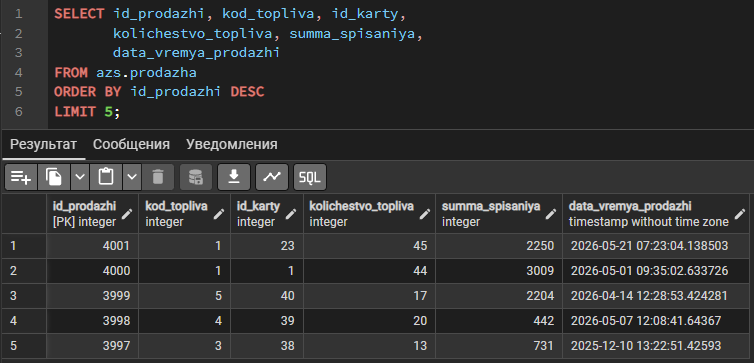 1 SELECT id_prodazhi, kod_topliva, id_karty,
2 kolichestvo_topliva, summa_spisaniya,
3 data_vremya_prodazhi
4 FROM azs.prodazha
5 ORDER BY id_prodazhi DESC
6 LIMIT 5;
Результат Сообщения Уведомления
SQL
id_prodazhi kod_topliva id_karty kolichestvo_topliva summa_spisaniya data_vremya_prodazhi
[PK] integer integer integer integer integer timestamp without time zone
1 4001 1 23 45 2250 2026-05-21 07:23:04.138503
2 4000 1 1 44 3009 2026-05-01 09:35:02.633726
3 3999 5 40 17 2204 2026-04-14 12:28:53.424281
4 3998 4 39 20 442 2026-05-07 12:08:41.64367
5 3997 3 38 13 731 2025-12-10 13:22:51.42593